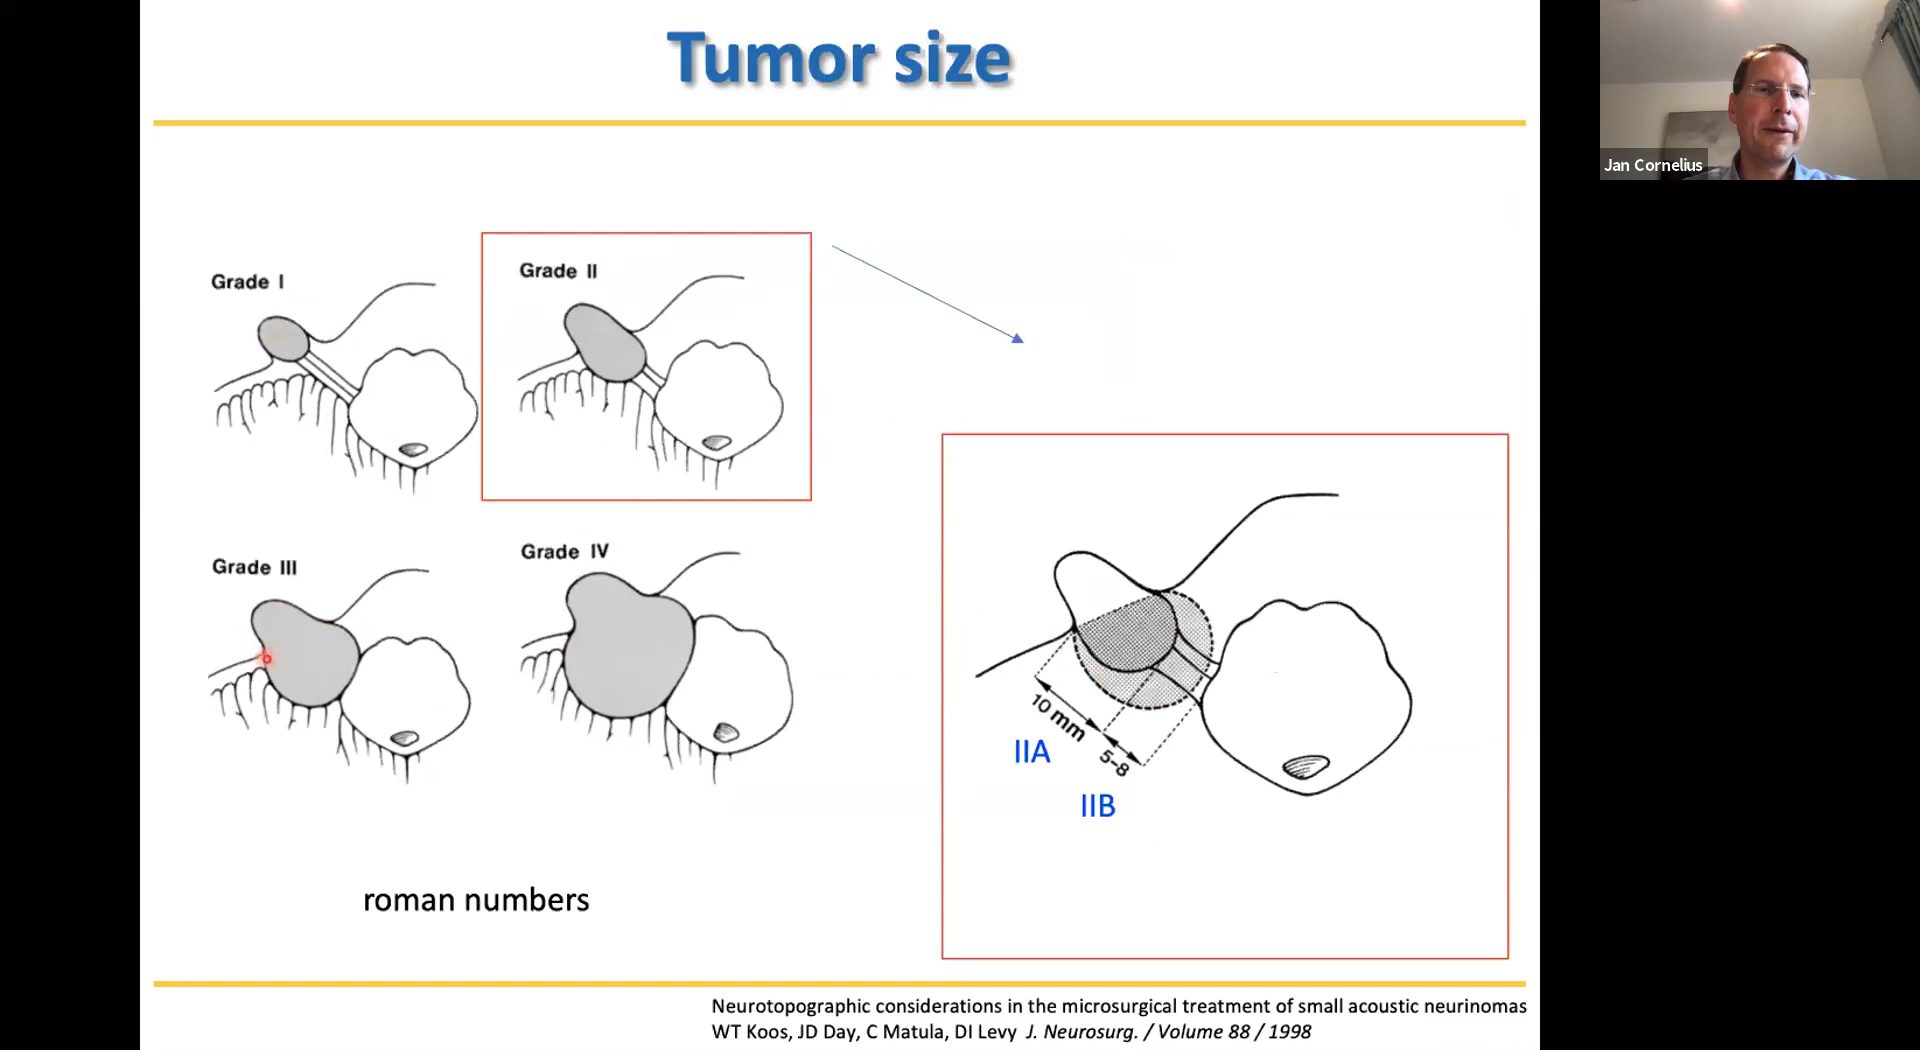 Tumor size
Jan Cornelius
Grade I
Grade II
Grade III
Grade IV
10 mm
5-8
IIA
IIB
roman numbers
Neurotopographic considerations in the microsurgical treatment of small acoustic neurinomas
WT Koos, JD Day, C Matula, DI Levy J. Neurosurg. / Volume 88 / 1998